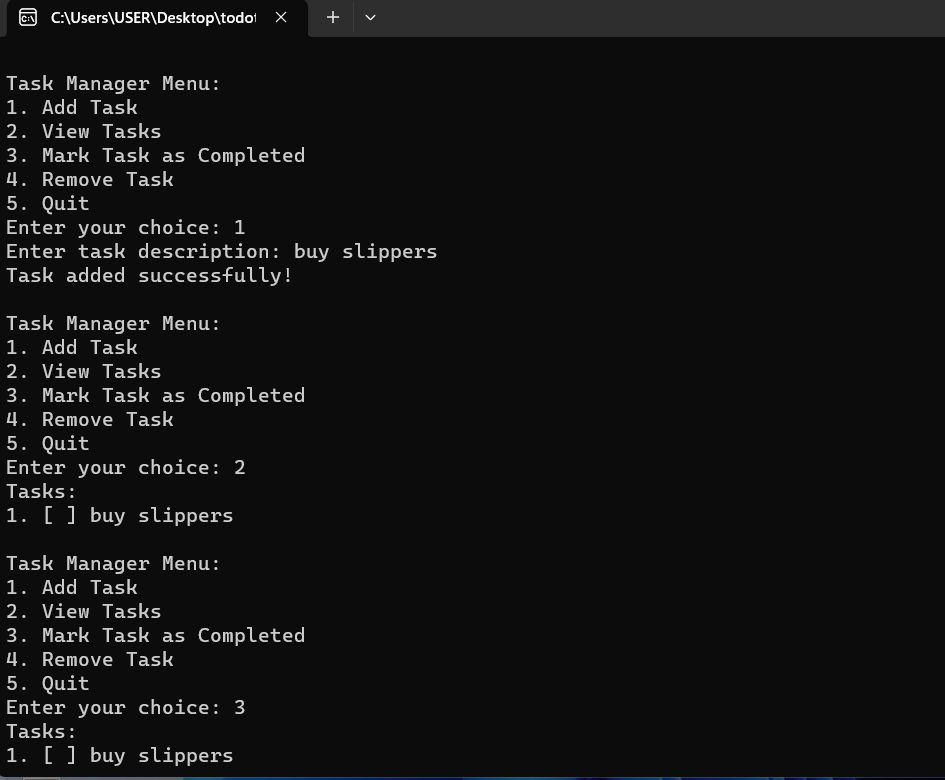 C:\Users\USER\Desktop\todo
Task Manager Menu:
1. Add Task
2. View Tasks
3. Mark Task as Completed
4. Remove Task
5. Quit
Enter your choice: 1
Enter task description: buy slippers
Task added successfully!
Task Manager Menu:
1. Add Task
2. View Tasks
3. Mark Task as Completed
4. Remove Task
5. Quit
Enter your choice: 2
Tasks:
1. [ ] buy slippers
Task Manager Menu:
1. Add Task
2. View Tasks
3. Mark Task as Completed
4. Remove Task
5. Quit
Enter your choice: 3
Tasks:
1. [ ] buy slippers